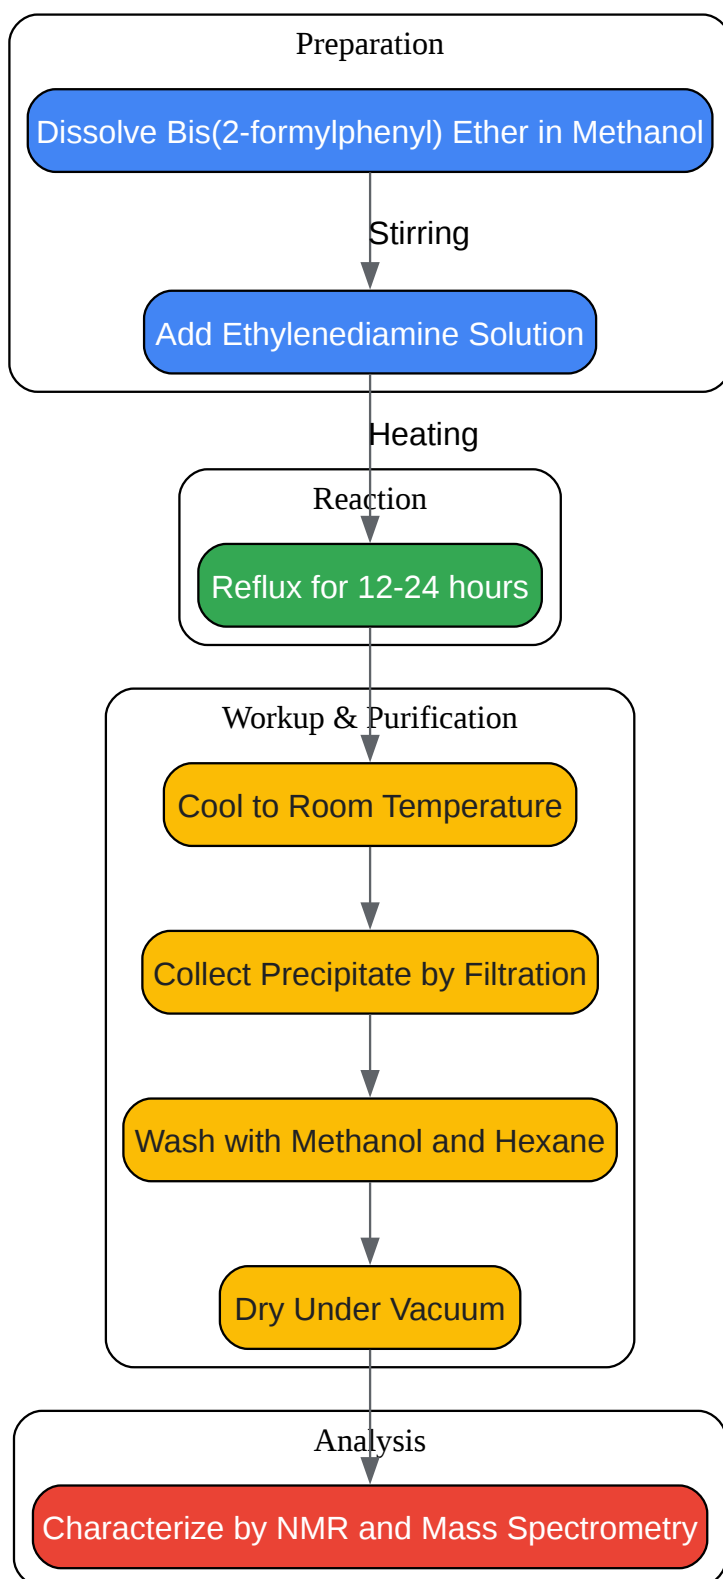 Preparation
Dissolve Bis(2-formylphenyl) Ether in Methanol
Stirring
Add Ethylenediamine Solution
Heating
Reaction
Reflux for 12-24 hours
Workup & Purification
Cool to Room Temperature
Collect Precipitate by Filtration
Wash with Methanol and Hexane
Dry Under Vacuum
Analysis
Characterize by NMR and Mass Spectrometry